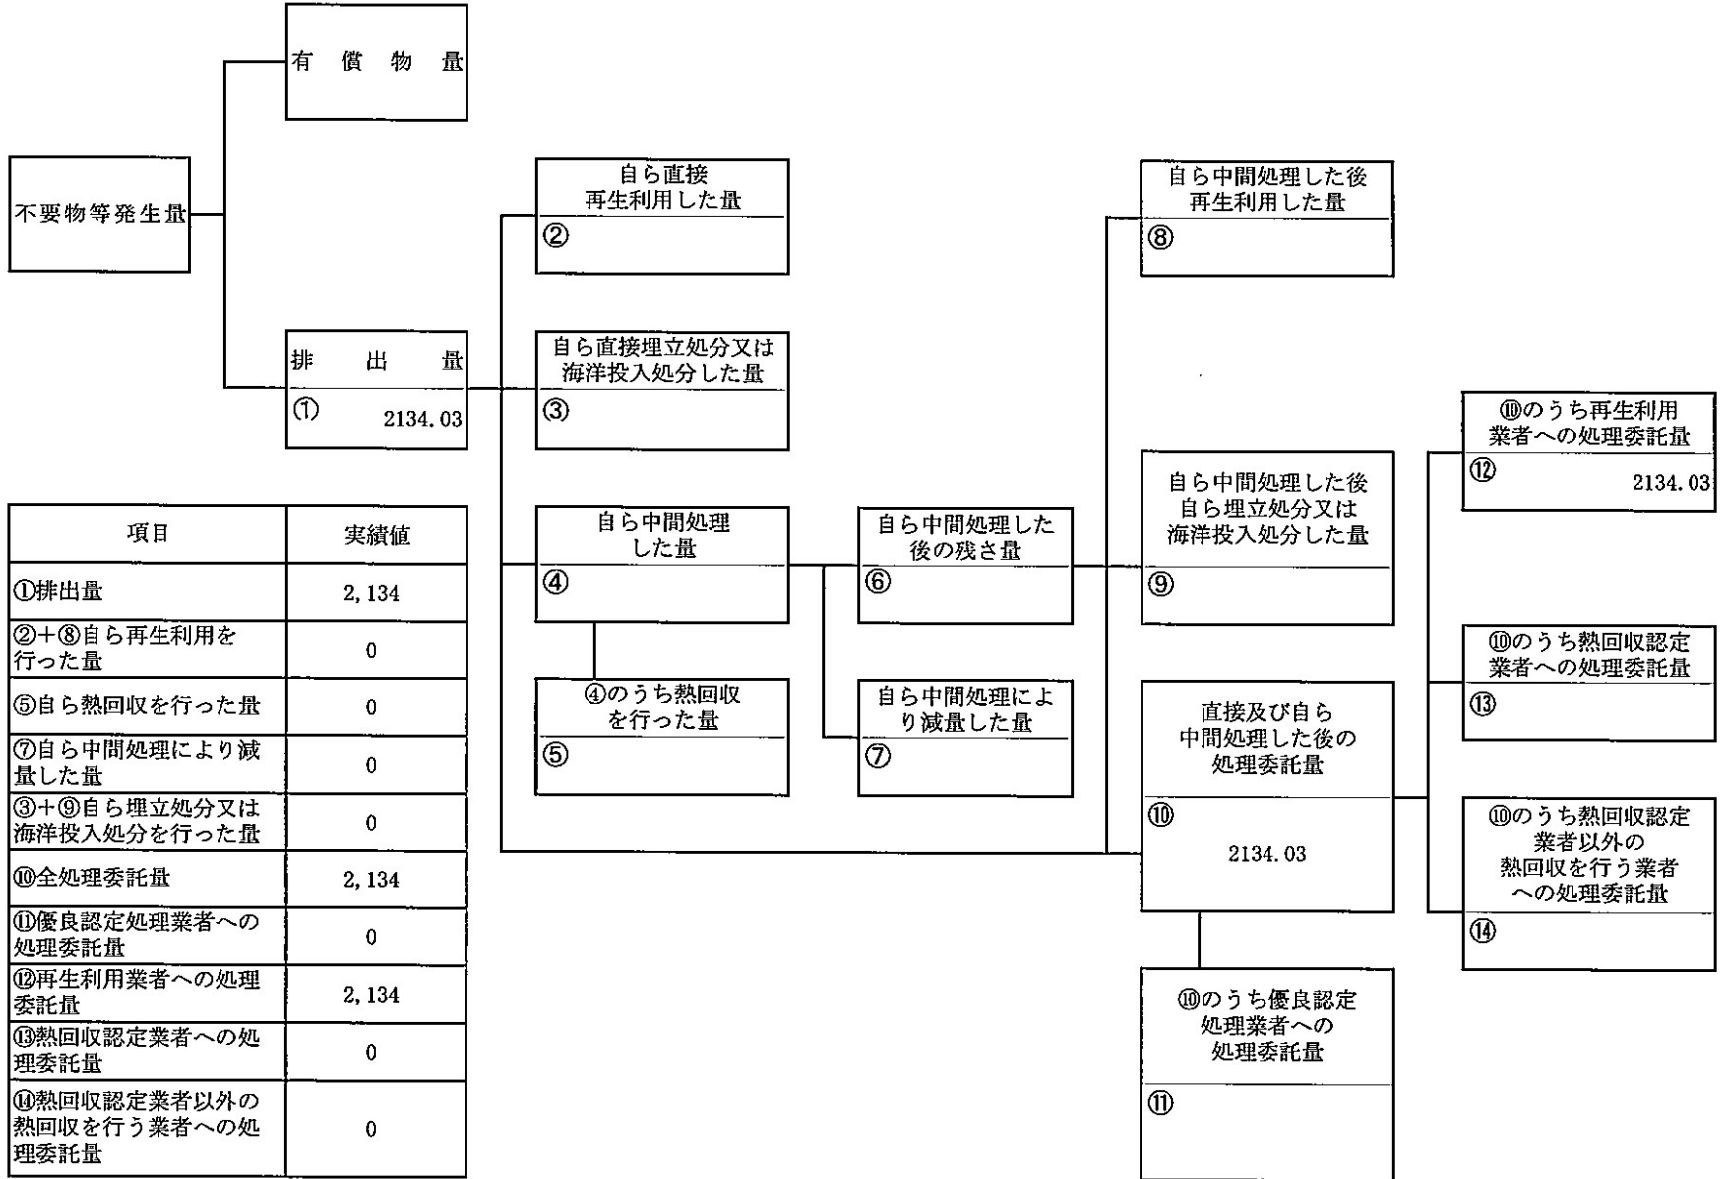 有償物量
不要物等発生量
排出量
① 2134.03
自ら直接
再生利用した量
②
自ら直接埋立処分又は
海洋投入処分した量
③
自ら中間処理
した量
④
④のうち熱回収
を行った量
⑤
自ら中間処理した
後の残さ量
⑥
自ら中間処理によ
り減量した量
⑦
自ら中間処理した後
再生利用した量
⑧
自ら中間処理した後
自ら埋立処分又は
海洋投入処分した量
⑨
直接及び自ら
中間処理した後の
処理委託量
⑩
2134.03
⑩のうち優良認定
処理業者への
処理委託量
⑪
⑩のうち再生利用
業者への処理委託量
⑫ 2134.03
⑩のうち熱回収認定
業者への処理委託量
⑬
⑩のうち熱回収認定
業者以外の
熱回収を行う業者
への処理委託量
⑭
項目 実績値
①排出量 2,134
②+⑧自ら再生利用を
行った量 0
⑤自ら熱回収を行った量 0
⑦自ら中間処理により減
量した量 0
③+⑨自ら埋立処分又は
海洋投入処分を行った量 0
⑩全処理委託量 2,134
⑪優良認定処理業者への
処理委託量 0
⑫再生利用業者への処理
委託量 2,134
⑬熱回収認定業者への処
理委託量 0
⑭熱回収認定業者以外の
熱回収を行う業者への処
理委託量 0